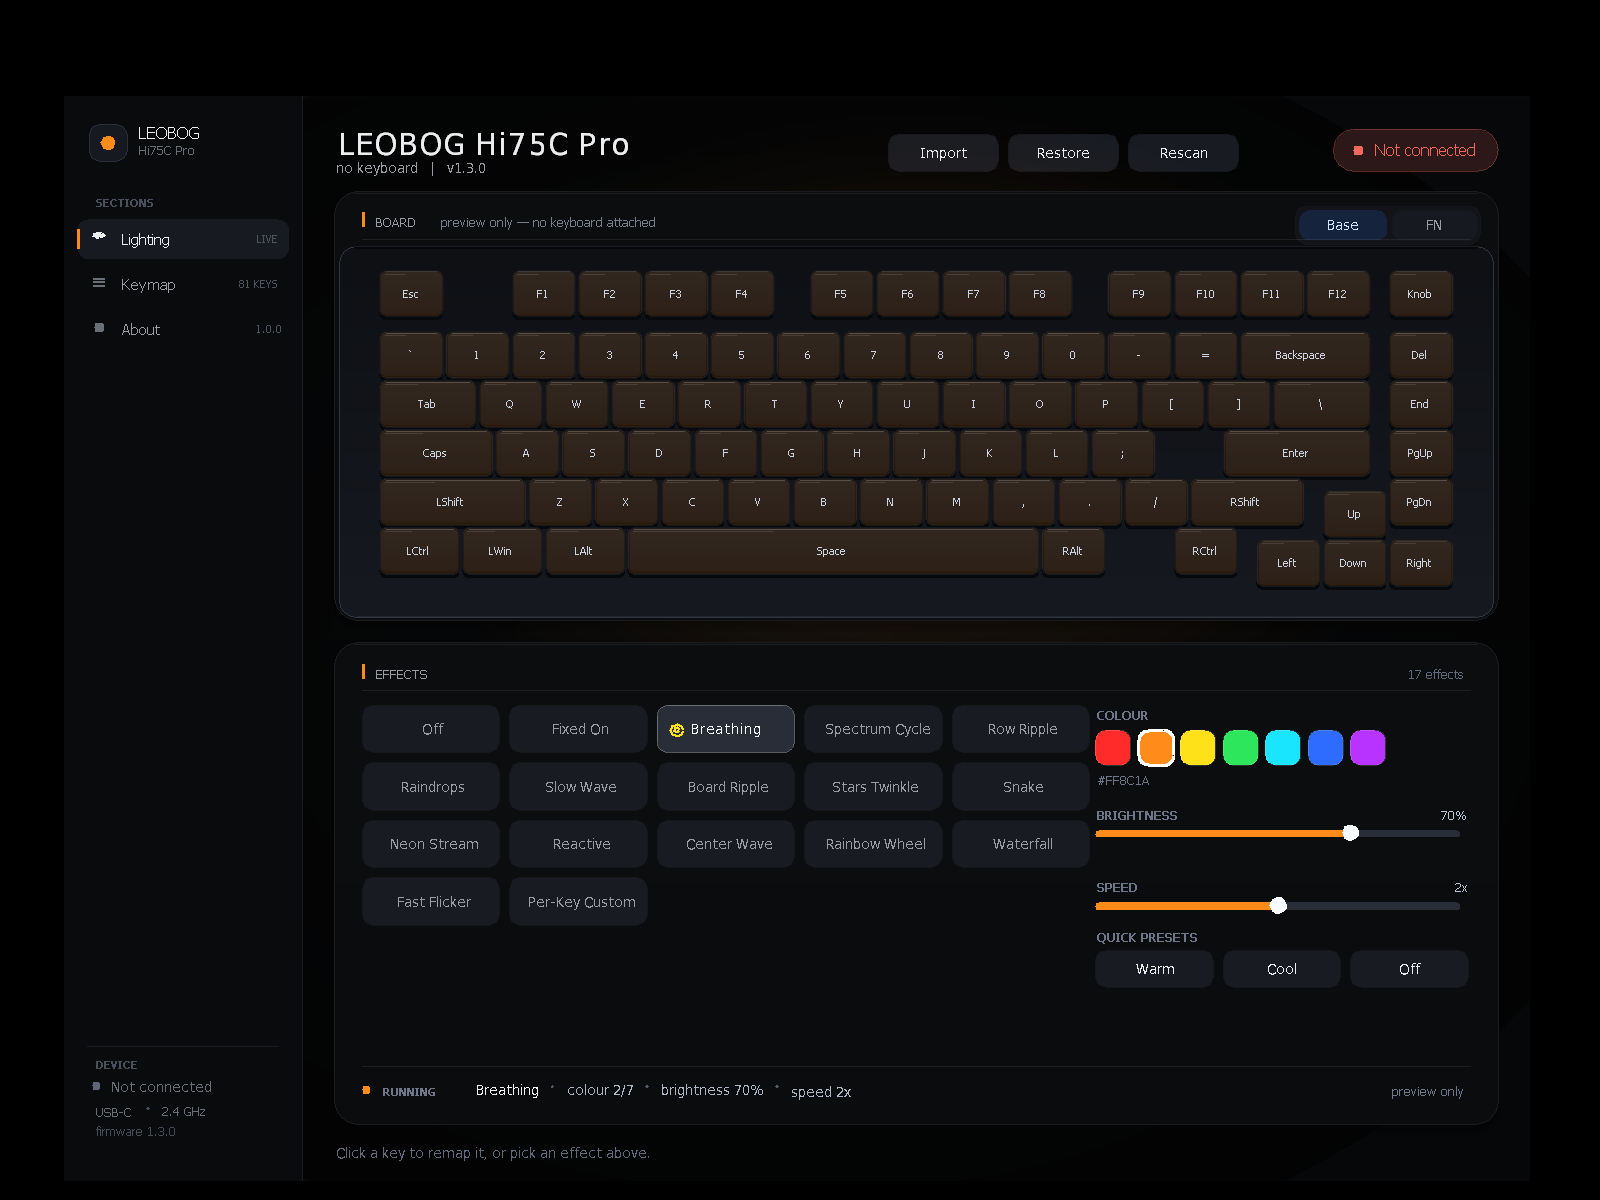 LEOBOG
Hi75C Pro
SECTIONS
Lighting LIVE
Keymap 81 KEYS
About 1.0.0
DEVICE
Not connected
USB-C * 2.4 GHz
firmware 1.3.0
LEOBOG Hi75C Pro
no keyboard | v1.3.0
Import Restore Rescan
Not connected
BOARD preview only — no keyboard attached
Base FN
Esc F1 F2 F3 F4 F5 F6 F7 F8 F9 F10 F11 F12 Knob
` 1 2 3 4 5 6 7 8 9 0 - = Backspace Del
Tab Q W E R T Y U I O P [ ] \ End
Caps A S D F G H J K L ; Enter PgUp
LShift Z X C V B N M , . / RShift Up PgDn
LCtrl LWin LAlt Space RAlt RCtrl Left Down Right
EFFECTS 17 effects
Off Fixed On Breathing Spectrum Cycle Row Ripple
Raindrops Slow Wave Board Ripple Stars Twinkle Snake
Neon Stream Reactive Center Wave Rainbow Wheel Waterfall
Fast Flicker Per-Key Custom
COLOUR
#FF8C1A
BRIGHTNESS 70%
SPEED 2x
QUICK PRESETS
Warm Cool Off
RUNNING Breathing * colour 2/7 * brightness 70% * speed 2x preview only
Click a key to remap it, or pick an effect above.